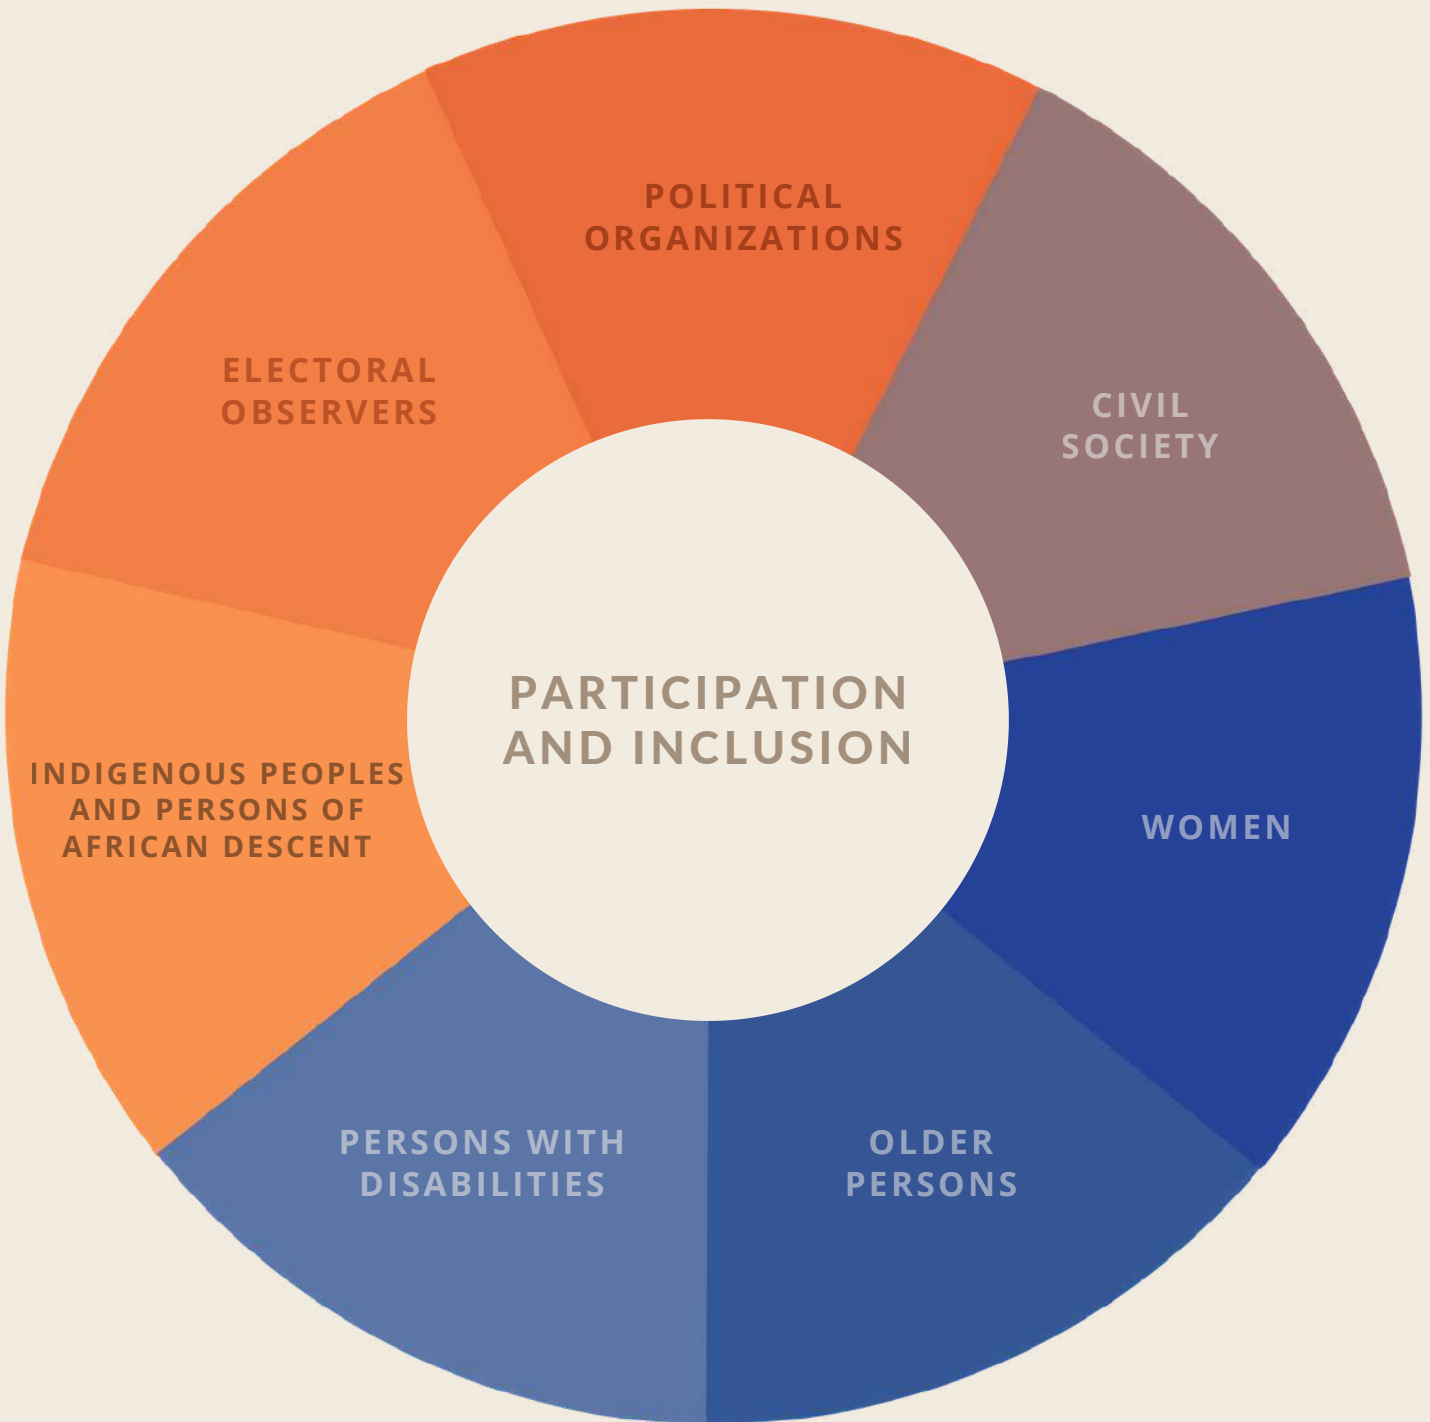 POLITICAL
ORGANIZATIONS
ELECTORAL
OBSERVERS
CIVIL
SOCIETY
PARTICIPATION
AND INCLUSION
INDIGENOUS PEOPLES
AND PERSONS OF
AFRICAN DESCENT
WOMEN
PERSONS WITH
DISABILITIES
OLDER
PERSONS